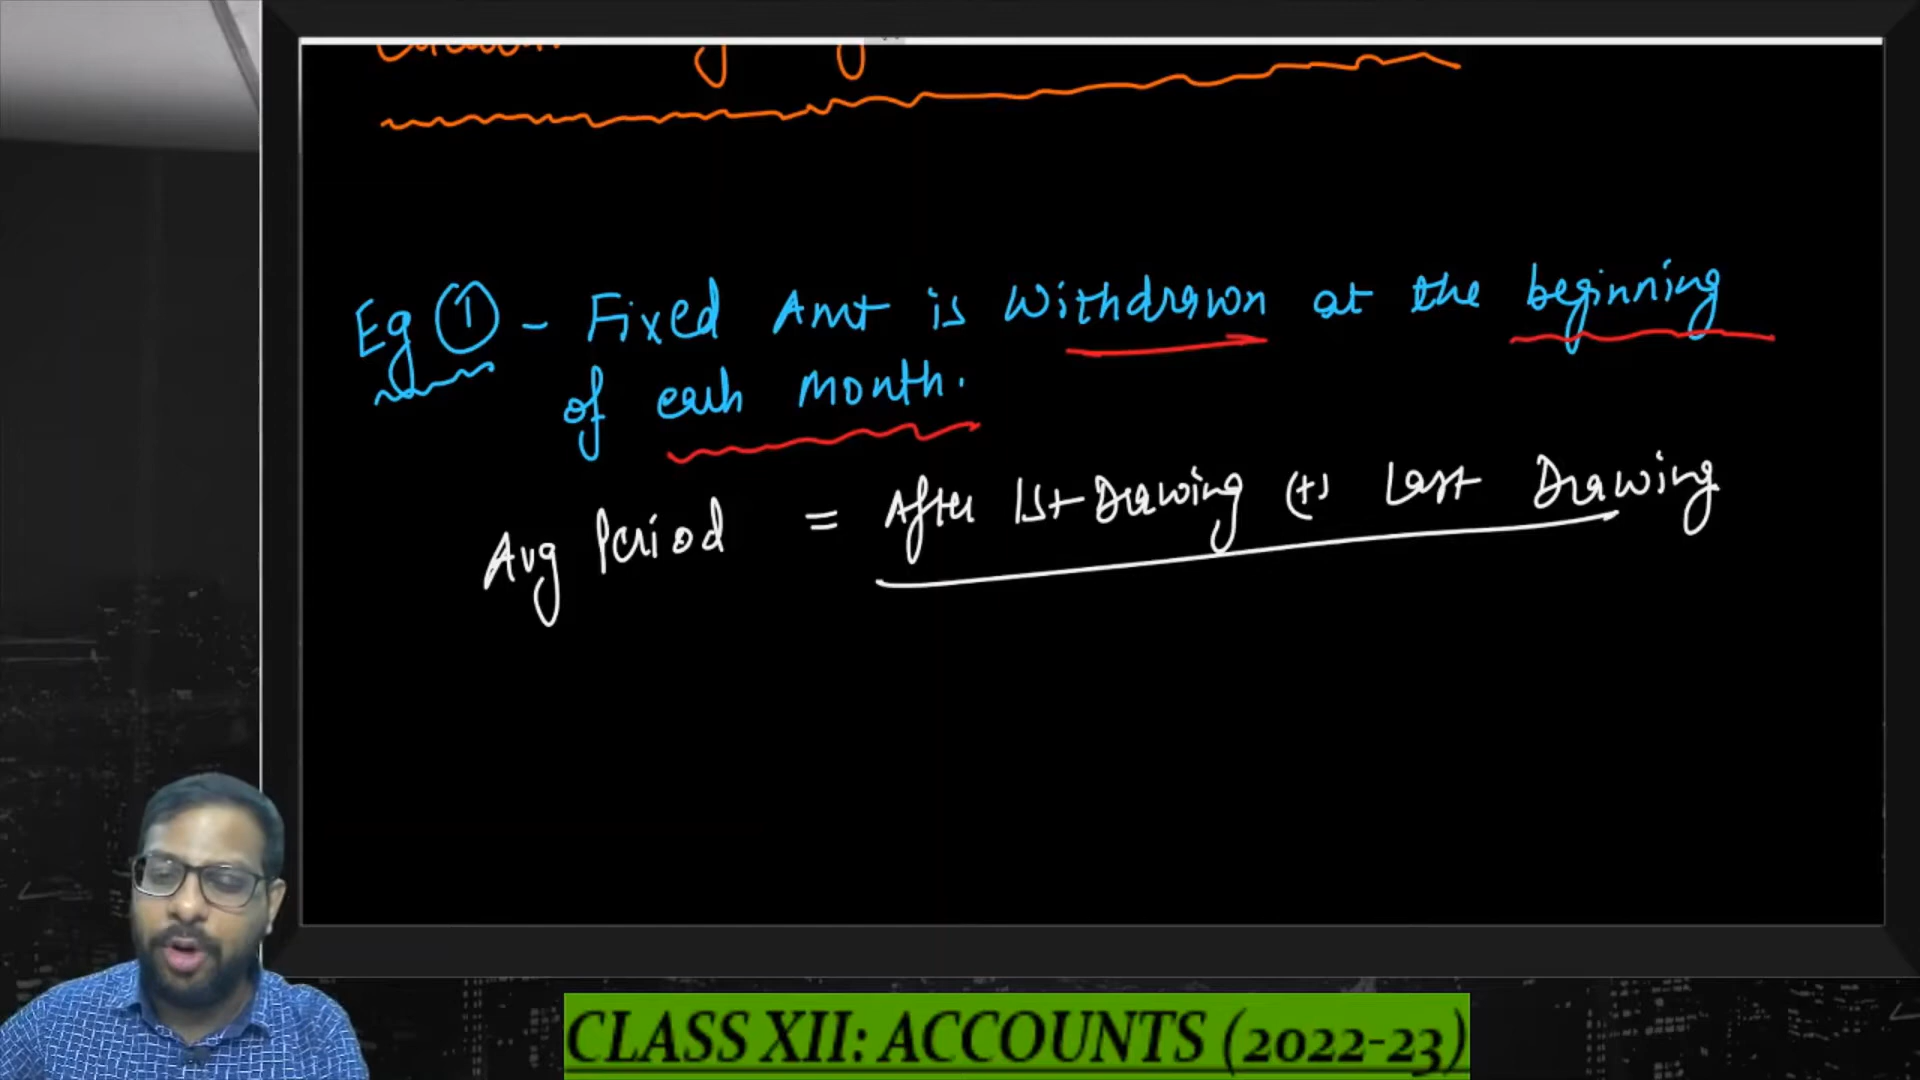 Eg ① - Fixed Amt is Withdrawn at the beginning
of each month.
Avg Period = After 1st Drawing (+) Last Drawing
CLASS XII: ACCOUNTS (2022-23)